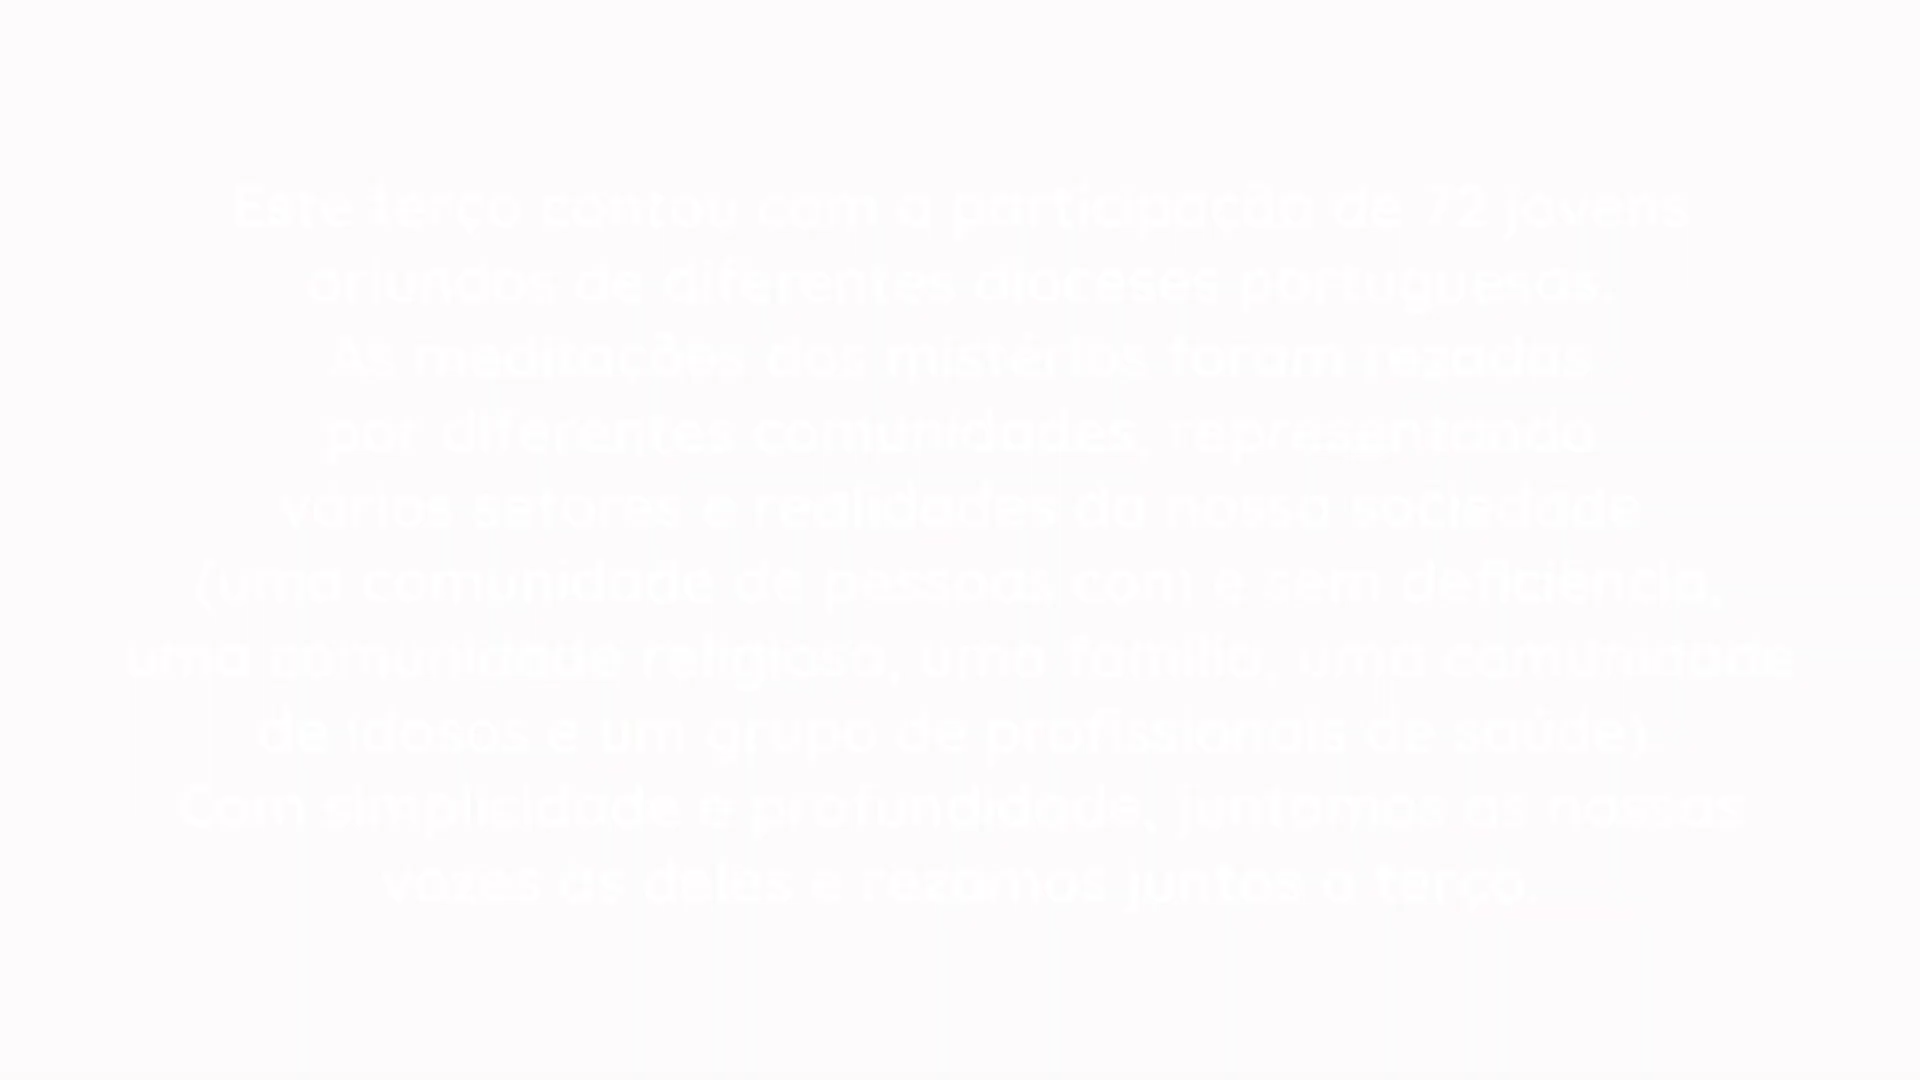 Este terço contou com a participação de 72 jovens
oriundos de diferentes dioceses portuguesas.
As meditações dos mistérios foram rezadas
por diferentes comunidades, representando
vários setores e realidades da nossa sociedade
(uma comunidade de pessoas com e sem deficiência,
uma comunidade religiosa, uma família, uma comunidade
de idosos e um grupo de profissionais de saúde).
Com simplicidade e profundidade, juntamos as nossas
vozes às deles e rezamos juntos o terço.